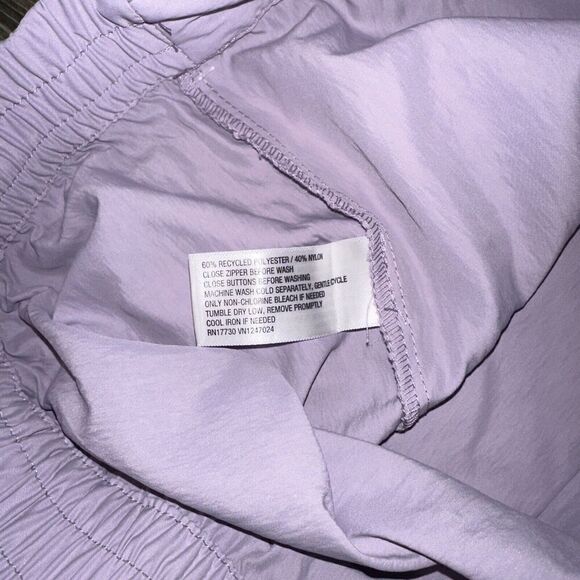 60% RECYCLED POLYESTER / 40% NYLON
CLOSE ZIPPER BEFORE WASH
CLOSE BUTTONS BEFORE WASHING
MACHINE WASH COLD SEPARATELY, GENTLE CYCLE
ONLY NON-CHLORINE BLEACH IF NEEDED
TUMBLE DRY LOW, REMOVE PROMPTLY
COOL IRON IF NEEDED
RN17730 VN1247024